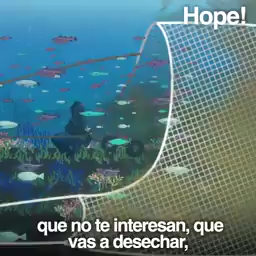 Hope!
que no te interesan, que
vas a desechar,